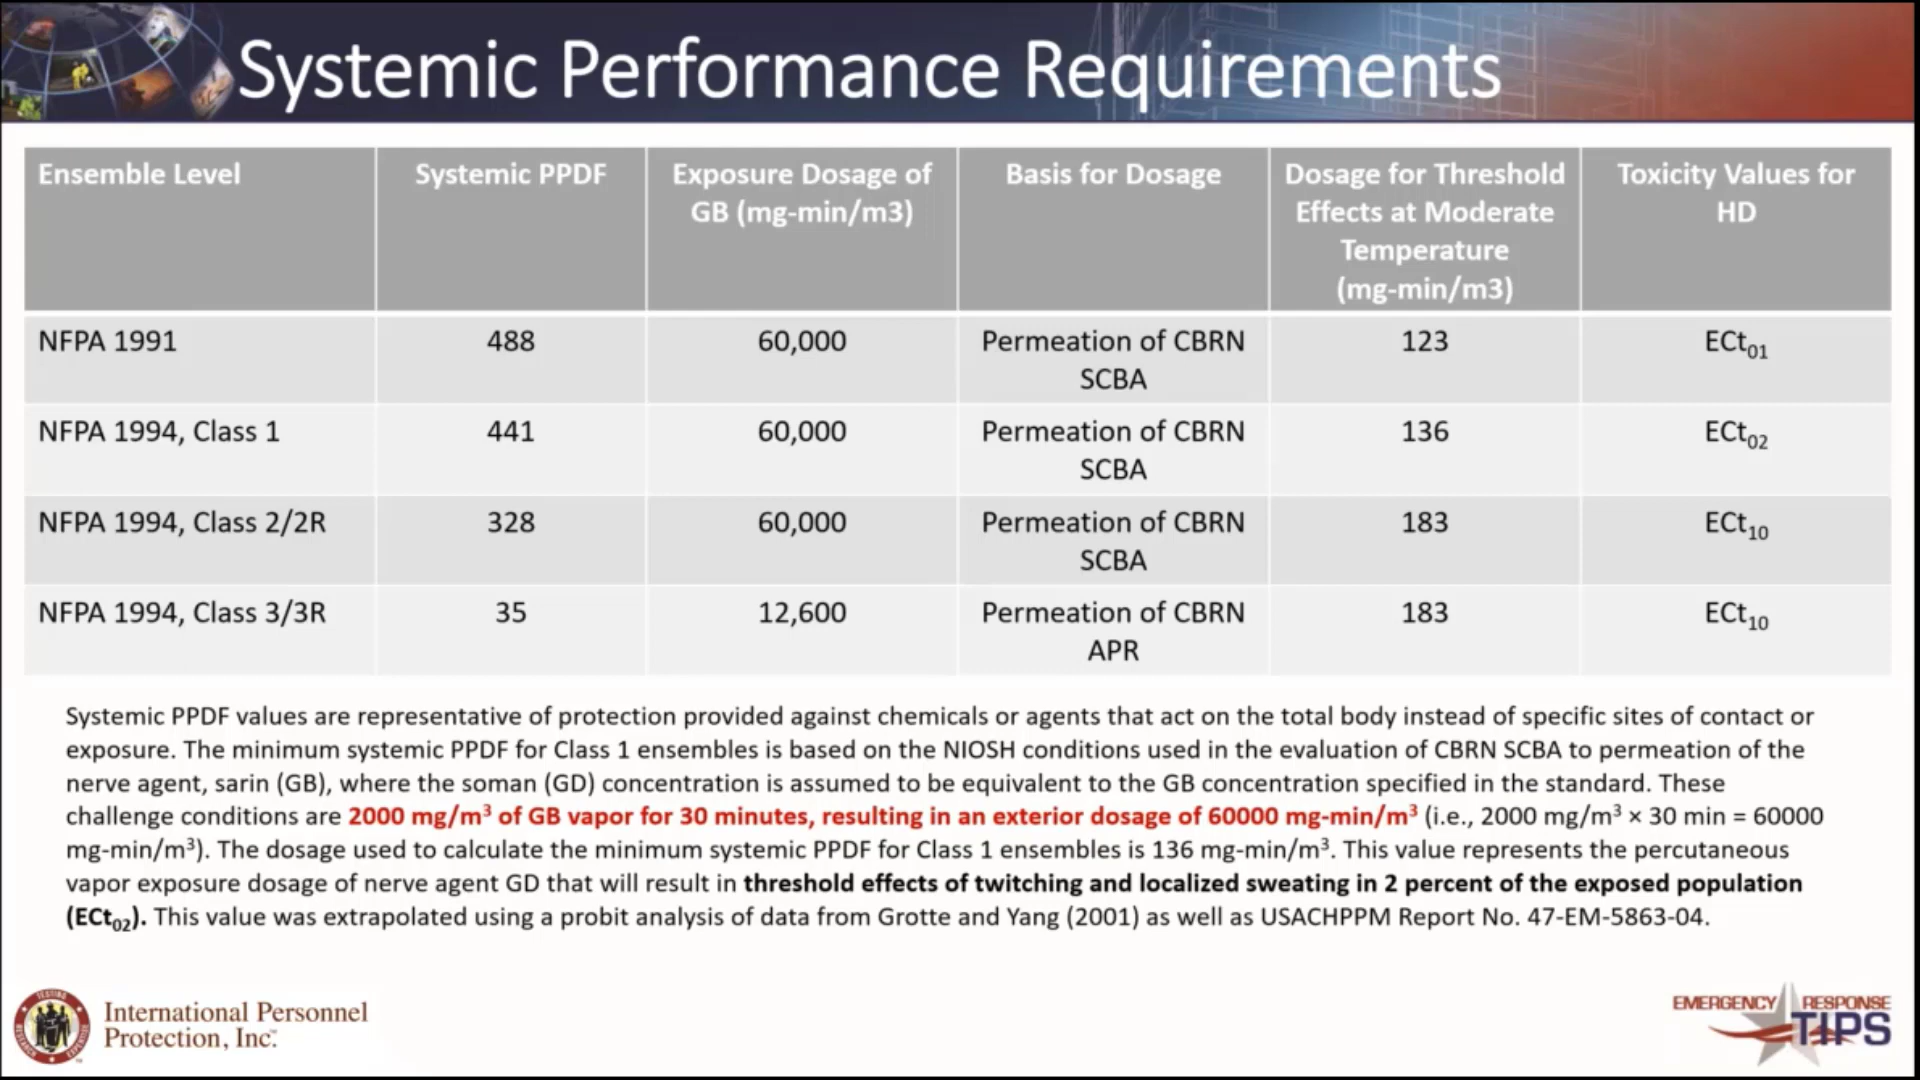 Systemic Performance Requirements
Ensemble Level
Systemic PPDF
Exposure Dosage of
GB (mg-min/m3)
Basis for Dosage
Dosage for Threshold
Effects at Moderate
Temperature
(mg-min/m3)
Toxicity Values for
HD
NFPA 1991
488
60,000
Permeation of CBRN
SCBA
123
ECt₀₁
NFPA 1994, Class 1
441
60,000
Permeation of CBRN
SCBA
136
ECt₀₂
NFPA 1994, Class 2/2R
328
60,000
Permeation of CBRN
SCBA
183
ECt₁₀
NFPA 1994, Class 3/3R
35
12,600
Permeation of CBRN
APR
183
ECt₁₀
Systemic PPDF values are representative of protection provided against chemicals or agents that act on the total body instead of specific sites of contact or
exposure. The minimum systemic PPDF for Class 1 ensembles is based on the NIOSH conditions used in the evaluation of CBRN SCBA to permeation of the
nerve agent, sarin (GB), where the soman (GD) concentration is assumed to be equivalent to the GB concentration specified in the standard. These
challenge conditions are 2000 mg/m³ of GB vapor for 30 minutes, resulting in an exterior dosage of 60000 mg-min/m³ (i.e., 2000 mg/m³ × 30 min = 60000
mg-min/m³). The dosage used to calculate the minimum systemic PPDF for Class 1 ensembles is 136 mg-min/m³. This value represents the percutaneous
vapor exposure dosage of nerve agent GD that will result in threshold effects of twitching and localized sweating in 2 percent of the exposed population
(ECt₀₂). This value was extrapolated using a probit analysis of data from Grotte and Yang (2001) as well as USACHPPM Report No. 47-EM-5863-04.
TESTING
RESEARCH
International Personnel
Protection, Inc.
EMERGENCY RESPONSE
TIPS